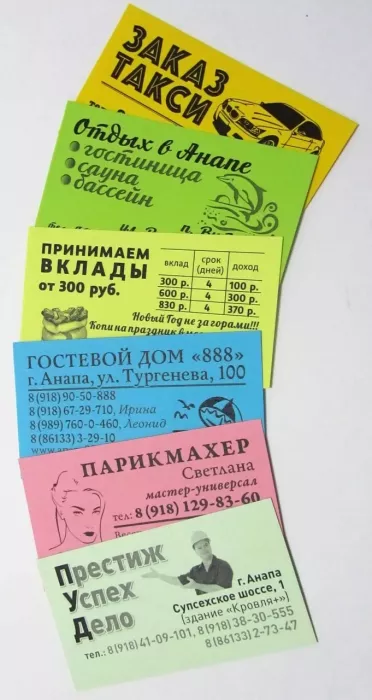 ЗАКАЗ
ТАКСИ
Отдых в Анапе
гостиница
сауна
бассейн
ПРИНИМАЕМ
ВКЛАДЫ
от 300 руб.
вклад срок (дней) доход
300 р. 4 100 р.
600 р. 4 300 р.
830 р. 4 370 р.
Новый Год не за горами!!!
Копи на праздник в
ГОСТЕВОЙ ДОМ «888»
г. Анапа, ул. Тургенева, 100
8 (918) 90-50-888
8 (918) 67-29-710, Ирина
8 (989) 760-0-460, Леонид
8 (86133) 3-29-10
ПАРИКМАХЕР
Светлана
мастер-универсал
тел: 8 (918) 129-83-60
Престиж
Успех
Дело
г. Анапа
Супсехское шоссе, 1
(здание «Кровля+»)
тел.: 8(918)41-09-101, 8(918)38-30-555
8(86133)2-73-47